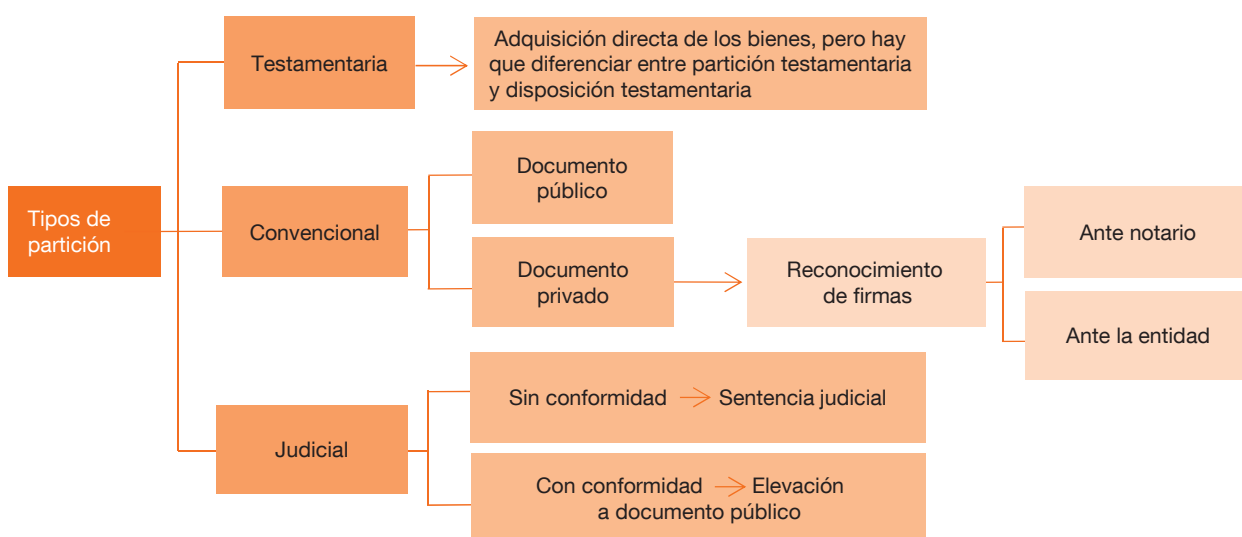 Tipos de
partición
Testamentaria
Adquisición directa de los bienes, pero hay
que diferenciar entre partición testamentaria
y disposición testamentaria
Convencional
Documento
público
Documento
privado
Reconocimiento
de firmas
Ante notario
Ante la entidad
Judicial
Sin conformidad → Sentencia judicial
Con conformidad → Elevación
a documento público